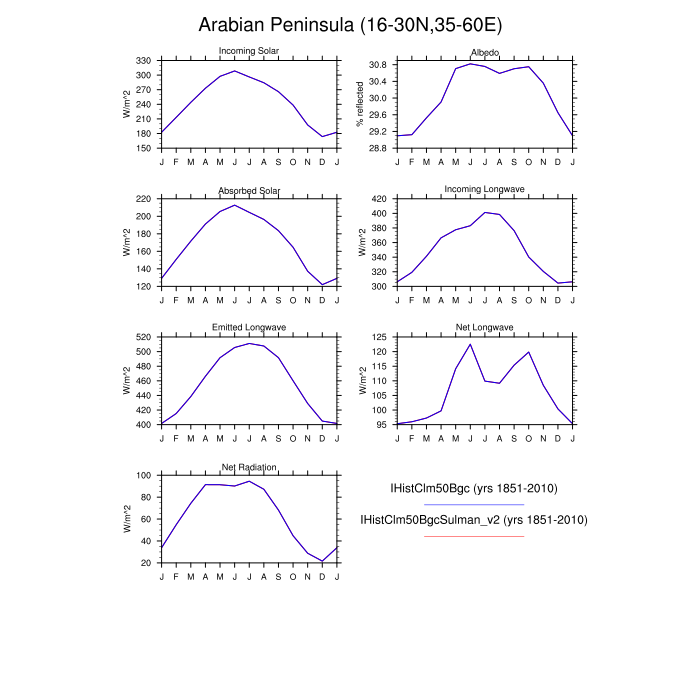 Arabian Peninsula (16-30N,35-60E)
Incoming Solar
W/m^2
330
300
270
240
210
180
150
J F M A M J J A S O N D J
Albedo
% reflected
30.8
30.4
30.0
29.6
29.2
28.8
J F M A M J J A S O N D J
Absorbed Solar
W/m^2
220
200
180
160
140
120
J F M A M J J A S O N D J
Incoming Longwave
W/m^2
420
400
380
360
340
320
300
J F M A M J J A S O N D J
Emitted Longwave
W/m^2
520
500
480
460
440
420
400
J F M A M J J A S O N D J
Net Longwave
W/m^2
125
120
115
110
105
100
95
J F M A M J J A S O N D J
Net Radiation
W/m^2
100
80
60
40
20
J F M A M J J A S O N D J
IHistClm50Bgc (yrs 1851-2010)
IHistClm50BgcSulman_v2 (yrs 1851-2010)